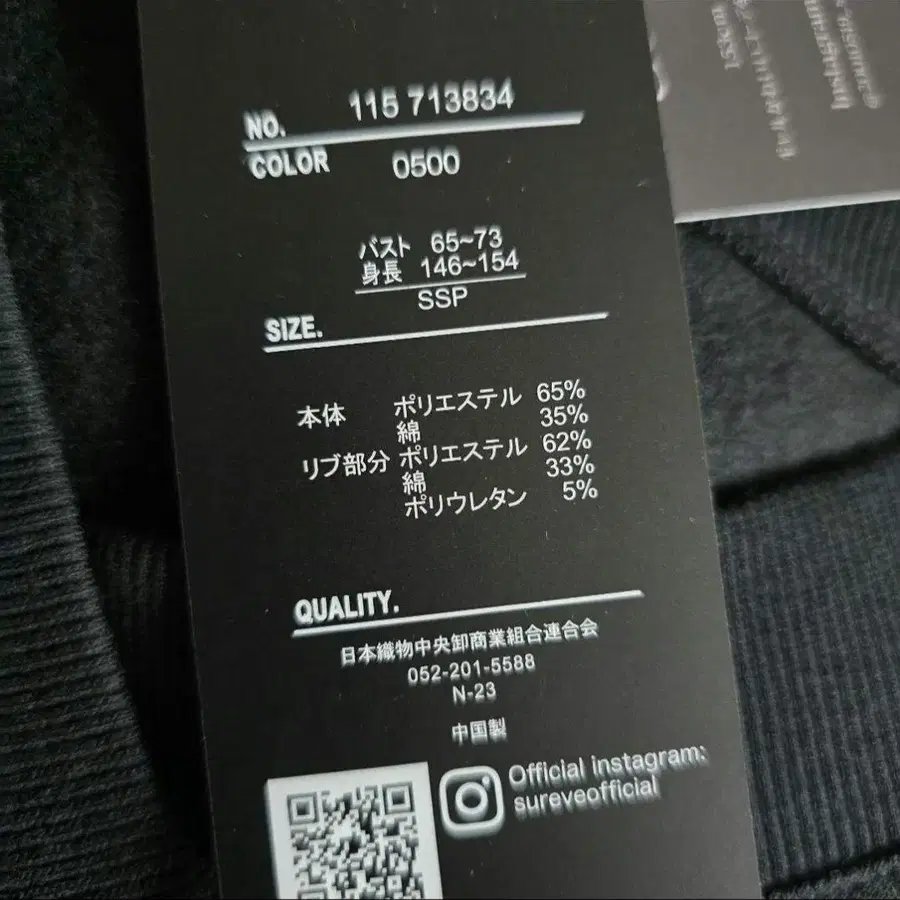 NO. 115 713834
COLOR 0500
バスト 65~73
身長 146~154
SSP
SIZE.
本体 ポリエステル 65%
綿 35%
リブ部分 ポリエステル 62%
綿 33%
ポリウレタン 5%
QUALITY.
日本織物中央卸商業組合連合会
052-201-5588
N-23
中国製
Official instagram:
sureveofficial